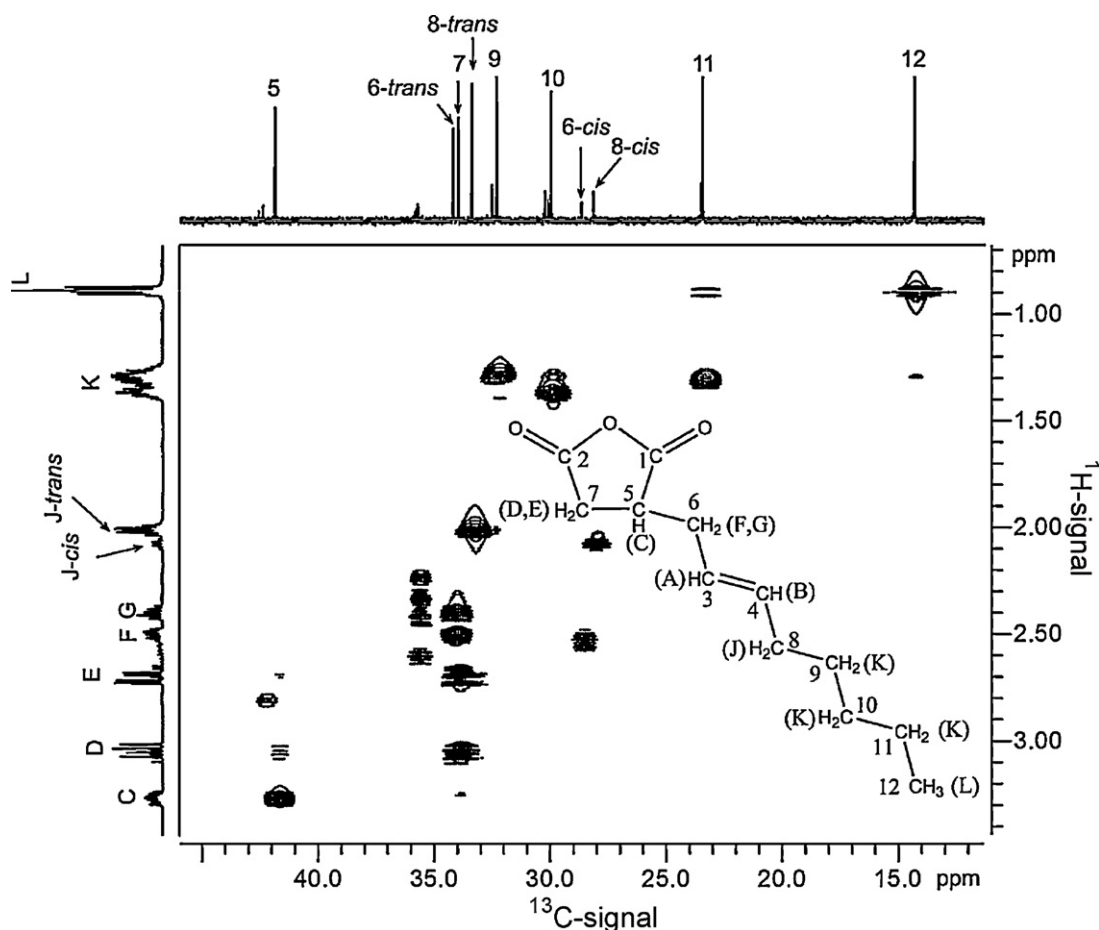 8-trans
7 9 11 12
6-trans 10
5 6-cis
8-cis
ppm
L
1.00
K
1.50
O O O
2 1
J-trans
7 5 6
(D,E) H₂C C CH₂ (F,G)
2.00
H
(C)
J-cis
(A) HC CH (B)
3 4
G
F
2.50
8
(J) H₂C CH₂ (K)
9
E
10
(K) H₂C CH₂ (K)
11
D
3.00
12 CH₃ (L)
C
¹H-signal
40.0 35.0 30.0 25.0 20.0 15.0 ppm
¹³C-signal